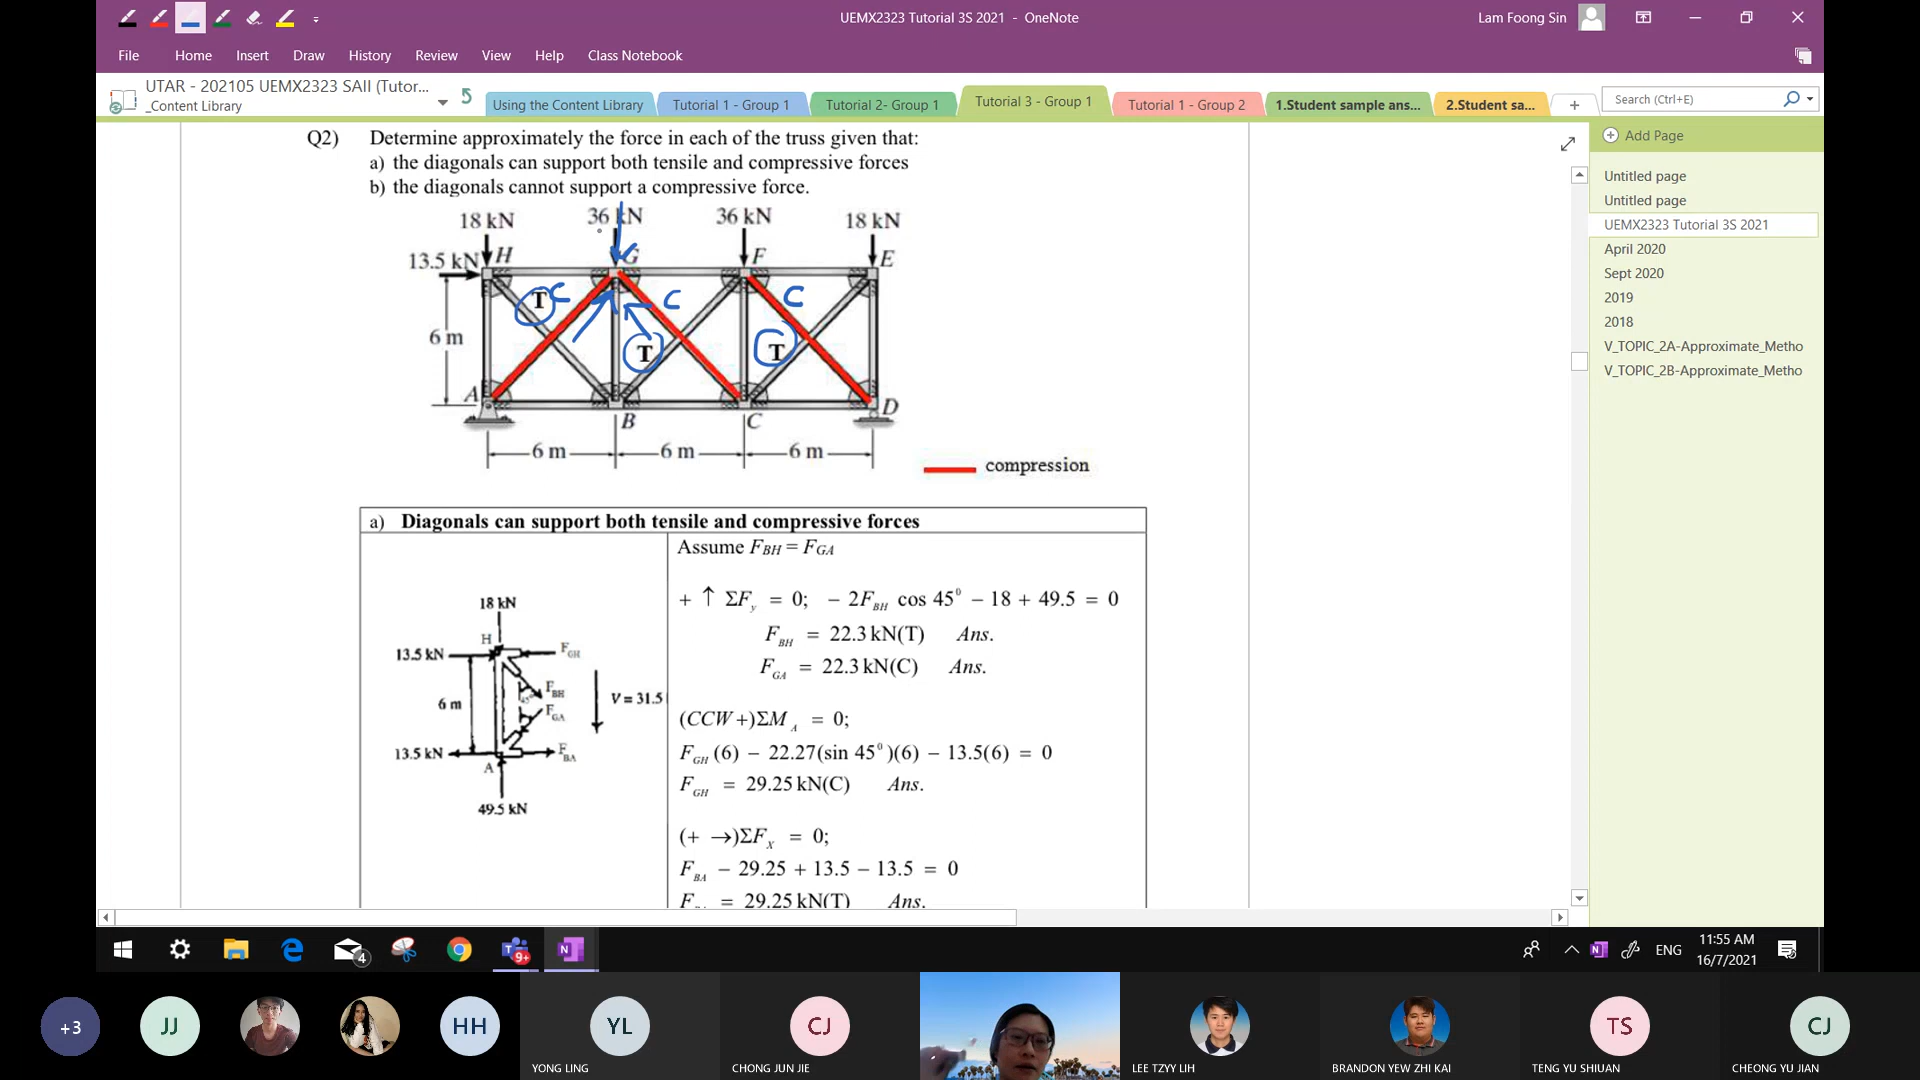 UEMX2323 Tutorial 3S 2021 - OneNote
Lam Foong Sin
File Home Insert Draw History Review View Help Class Notebook
UTAR - 202105 UEMX2323 SAII (Tutor...
_Content Library
Using the Content Library
Tutorial 1 - Group 1
Tutorial 2- Group 1
Tutorial 3 - Group 1
Tutorial 1 - Group 2
1.Student sample ans...
2.Student sa...
+
Search (Ctrl+E)
Add Page
Untitled page
Untitled page
UEMX2323 Tutorial 3S 2021
April 2020
Sept 2020
2019
2018
V_TOPIC_2A-Approximate_Metho
V_TOPIC_2B-Approximate_Metho
Q2) Determine approximately the force in each of the truss given that:
a) the diagonals can support both tensile and compressive forces
b) the diagonals cannot support a compressive force.
18 kN 36 kN 36 kN 18 kN
13.5 kN H G F E
T C C C
6 m T T
A B C D
6 m 6 m 6 m
compression
a) Diagonals can support both tensile and compressive forces
18 kN
H
13.5 kN F_GH
6 m F_BH
45°
F_GA
V = 31.5
13.5 kN F_BA
A
49.5 kN
Assume F_BH = F_GA
+ ↑ ΣF_y = 0; − 2F_BH cos 45⁰ − 18 + 49.5 = 0
F_BH = 22.3 kN(T) Ans.
F_GA = 22.3 kN(C) Ans.
(CCW+)ΣM_A = 0;
F_GH (6) − 22.27(sin 45⁰)(6) − 13.5(6) = 0
F_GH = 29.25 kN(C) Ans.
(+ →)ΣF_X = 0;
F_BA − 29.25 + 13.5 − 13.5 = 0
= 29.25 kN(T) Ans.
4
9+
ENG
11:55 AM
16/7/2021
+3
JJ
HH
YL
YONG LING
CJ
CHONG JUN JIE
LEE TZYY LIH
BRANDON YEW ZHI KAI
TS
TENG YU SHIUAN
CJ
CHEONG YU JIAN